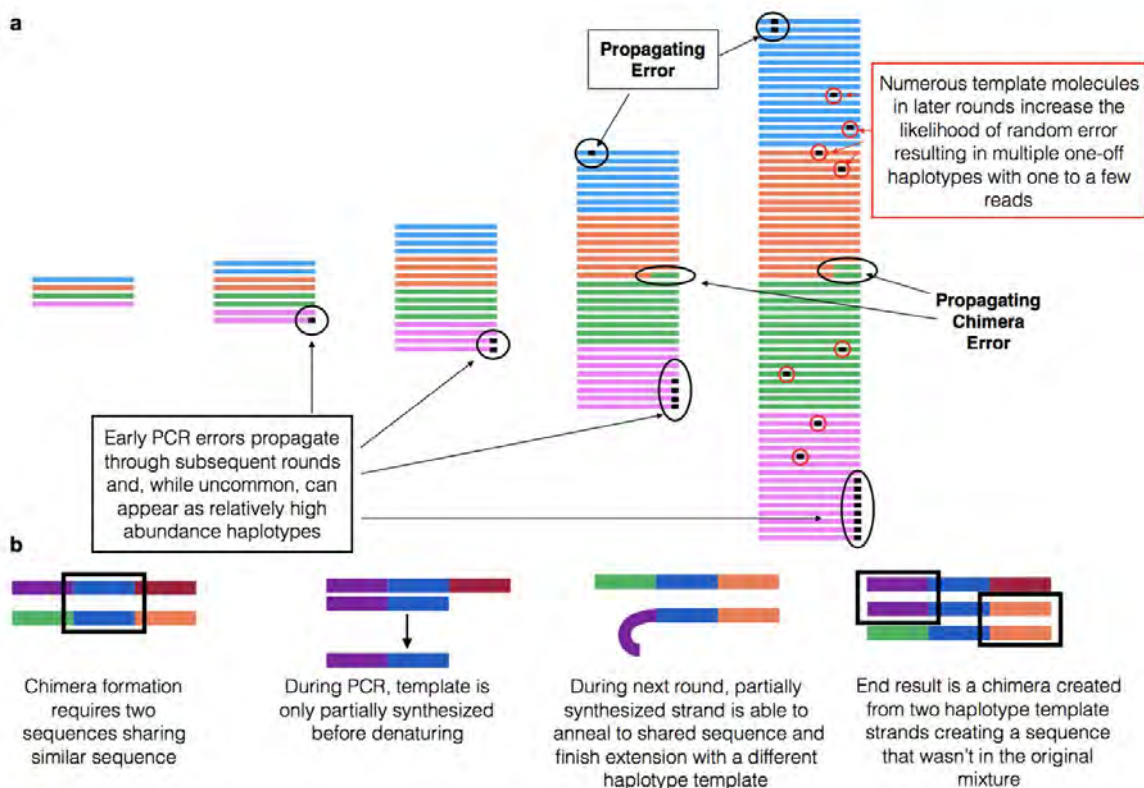 a
Propagating
Error
Numerous template molecules
in later rounds increase the
likelihood of random error
resulting in multiple one-off
haplotypes with one to a few
reads
Propagating
Chimera
Error
Early PCR errors propagate
through subsequent rounds
and, while uncommon, can
appear as relatively high
abundance haplotypes
b
Chimera formation
requires two
sequences sharing
similar sequence
During PCR, template is
only partially synthesized
before denaturing
During next round, partially
synthesized strand is able to
anneal to shared sequence and
finish extension with a different
haplotype template
End result is a chimera created
from two haplotype template
strands creating a sequence
that wasn't in the original
mixture